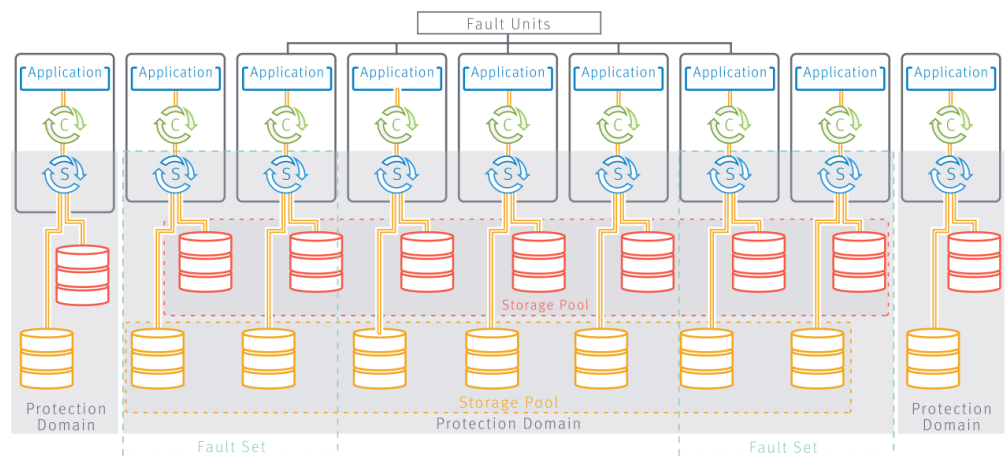 Fault Units
Application Application Application Application Application Application Application Application Application
C C C C C C C C C
S S S S S S S S S
Storage Pool
Storage Pool
Protection
Domain
Protection Domain
Protection
Domain
Fault Set
Fault Set